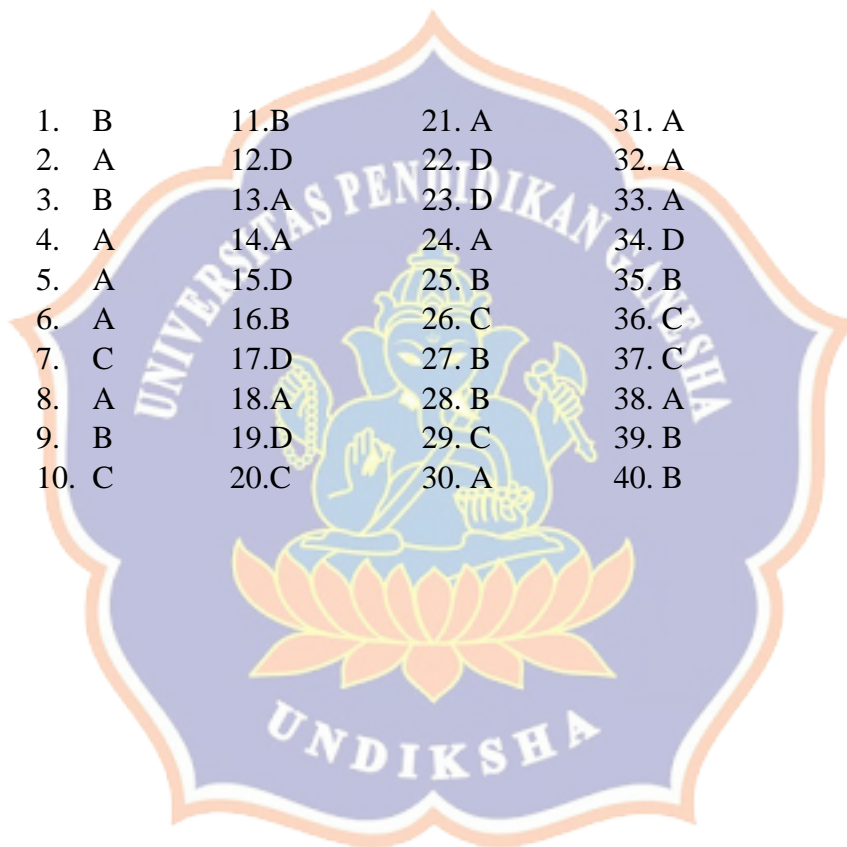 1. B 11.B 21. A 31. A
2. A 12.D 22. D 32. A
3. B 13.A 23. D 33. A
4. A 14.A 24. A 34. D
5. A 15.D 25. B 35. B
6. A 16.B 26. C 36. C
7. C 17.D 27. B 37. C
8. A 18.A 28. B 38. A
9. B 19.D 29. C 39. B
10. C 20.C 30. A 40. B
UNIVERSITAS PENDIDIKAN GANESHA
UNDIKSHA